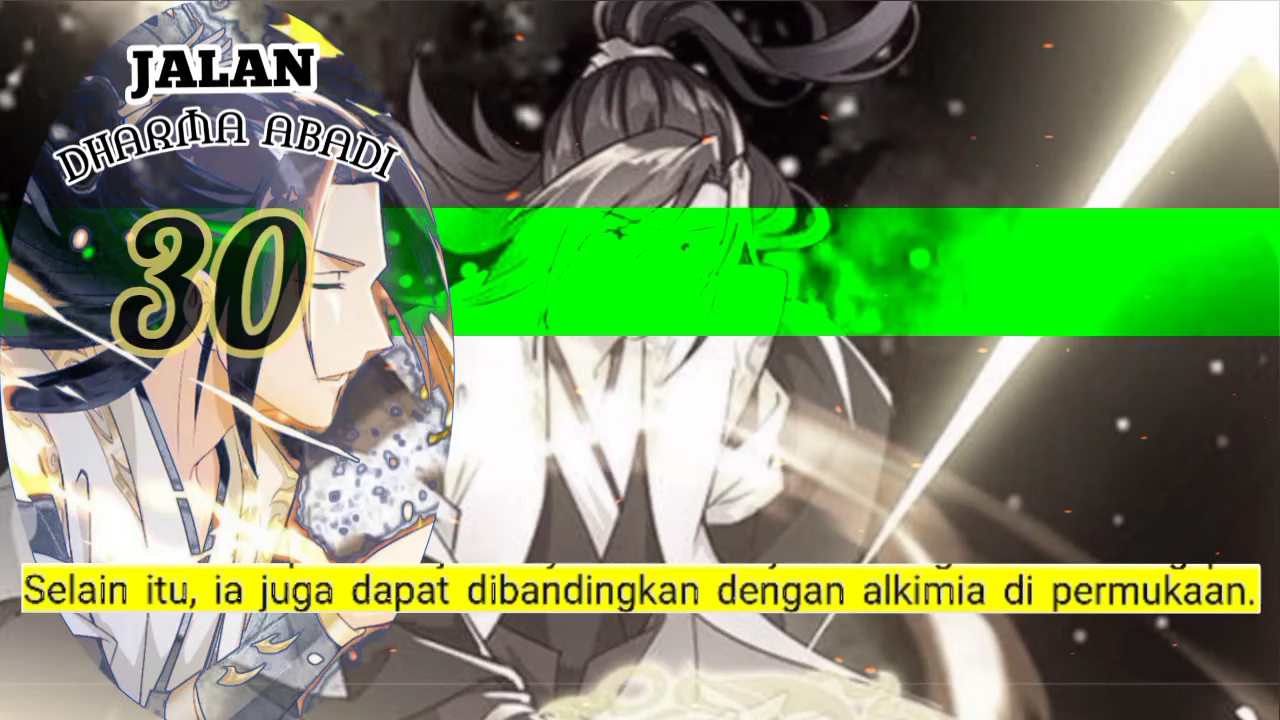 JALAN
DHARMA ABADI
30
Selain itu, ia juga dapat dibandingkan dengan alkimia di permukaan.